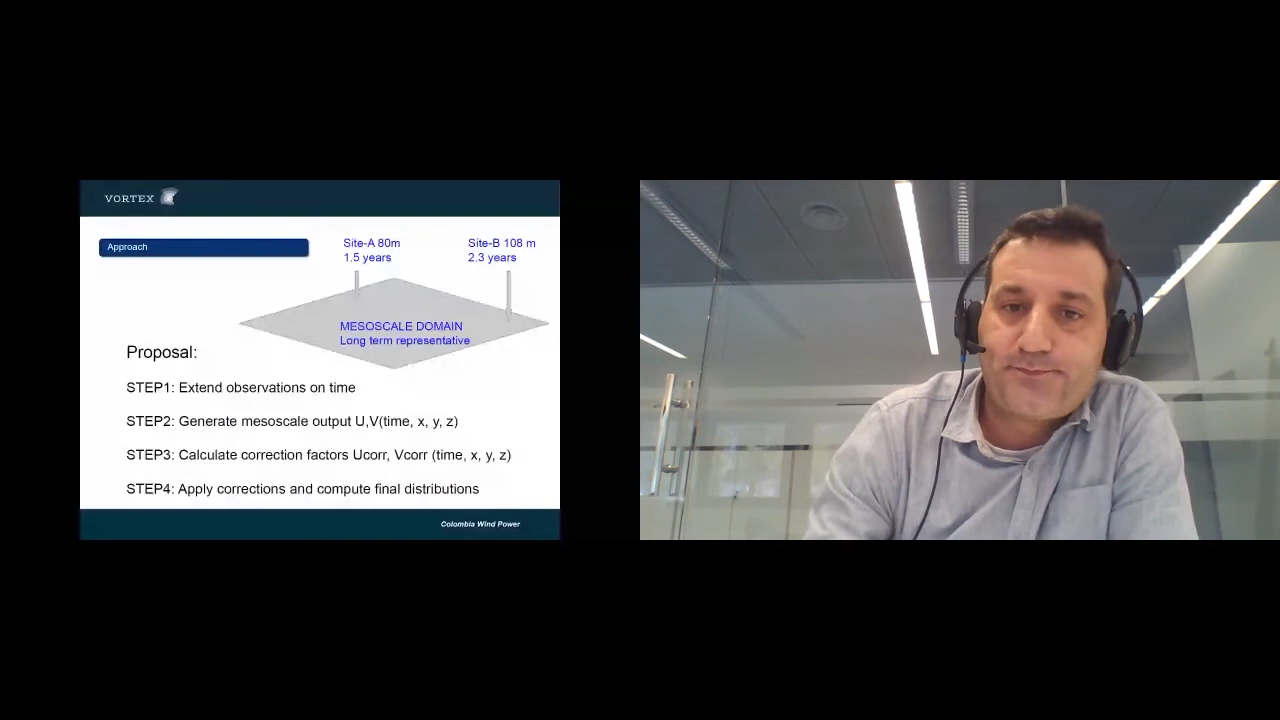 VORTEX
Approach
Site-A 80m
1.5 years
Site-B 108 m
2.3 years
MESOSCALE DOMAIN
Long term representative
Proposal:
STEP1: Extend observations on time
STEP2: Generate mesoscale output U,V(time, x, y, z)
STEP3: Calculate correction factors Ucorr, Vcorr (time, x, y, z)
STEP4: Apply corrections and compute final distributions
Colombia Wind Power